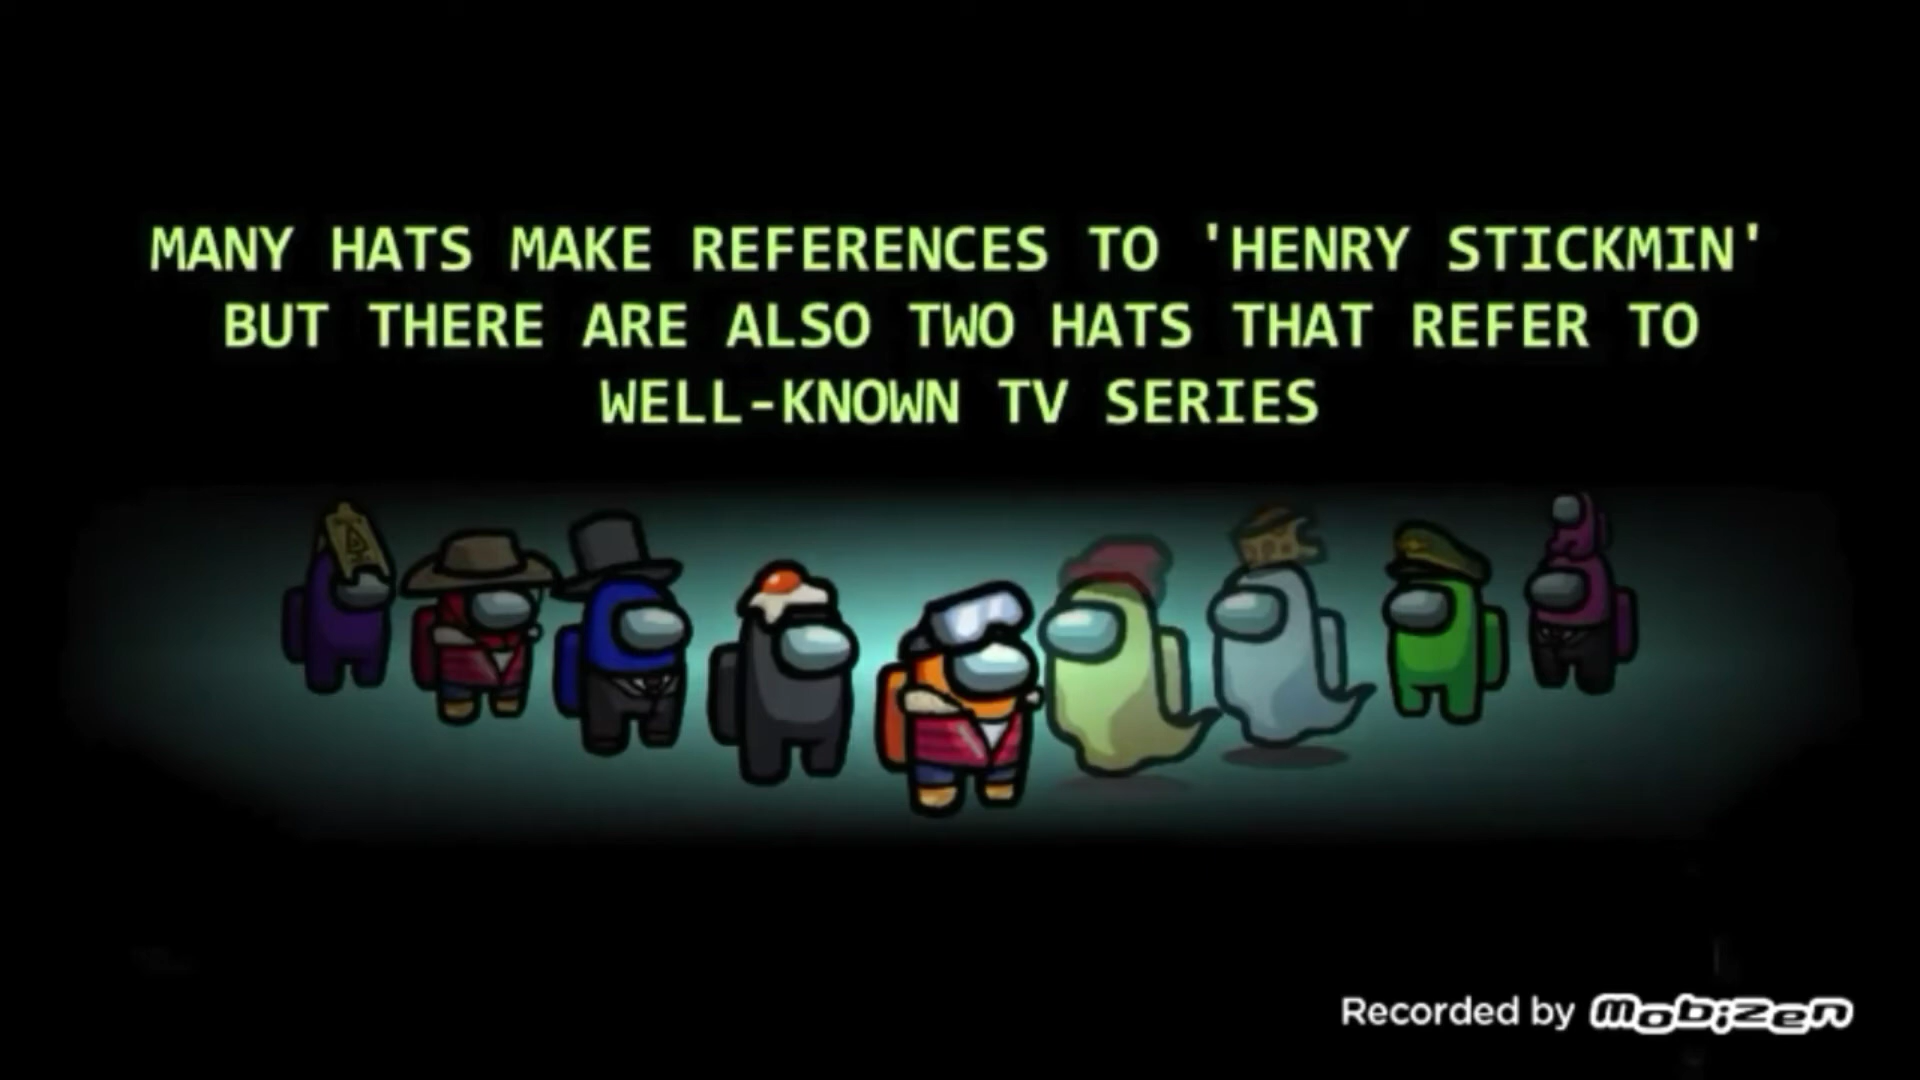 MANY HATS MAKE REFERENCES TO 'HENRY STICKMIN'
BUT THERE ARE ALSO TWO HATS THAT REFER TO
WELL-KNOWN TV SERIES
Recorded by Mobizen